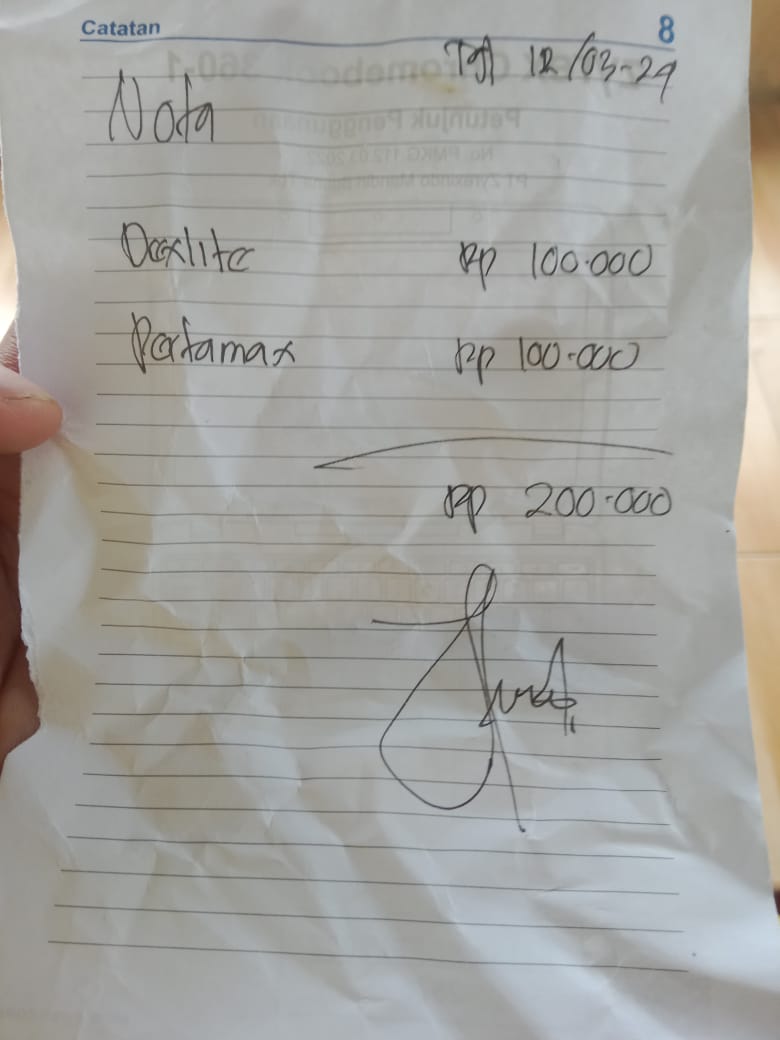 Catatan 8
Tgl 12/03-24
Nota
Dexlite Rp 100.000
Pertamax Rp 100.000
Rp 200.000